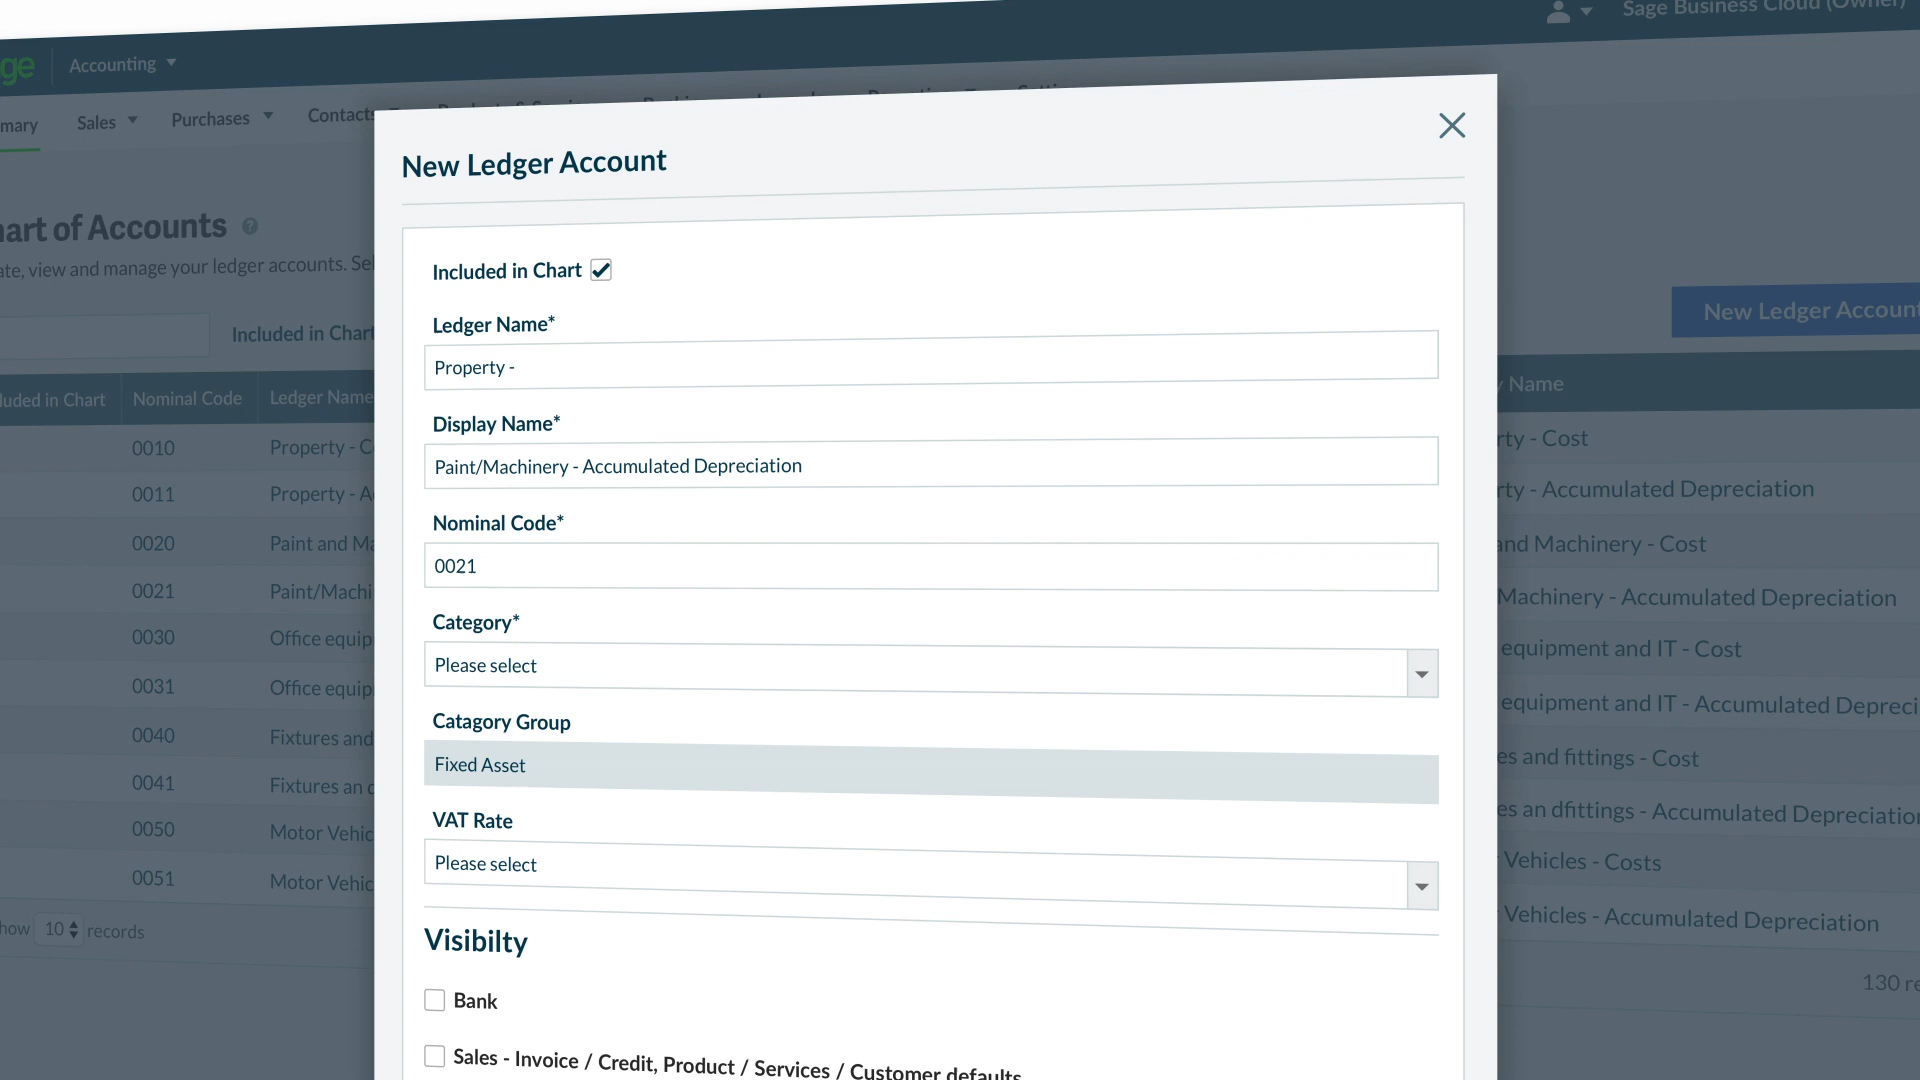 Sage Business Cloud (Owner)
ge
Accounting
mary
Sales
Purchases
Contacts
New Ledger Account
hart of Accounts
ate, view and manage your ledger accounts. Sel
Included in Chart
New Ledger Account
luded in Chart
Nominal Code
Ledger Name
y Name
0010
Property - C
rty - Cost
0011
Property - A
rty - Accumulated Depreciation
0020
Paint and Ma
and Machinery - Cost
0021
Paint/Machi
Machinery - Accumulated Depreciation
0030
Office equip
equipment and IT - Cost
0031
Office equip
equipment and IT - Accumulated Depreci
0040
Fixtures and
es and fittings - Cost
0041
Fixtures an d
es an dfittings - Accumulated Depreciation
0050
Motor Vehic
Vehicles - Costs
0051
Motor Vehic
Vehicles - Accumulated Depreciation
how 10 records
130 re
Included in Chart
Ledger Name*
Property -
Display Name*
Paint/Machinery - Accumulated Depreciation
Nominal Code*
0021
Category*
Please select
Catagory Group
Fixed Asset
VAT Rate
Please select
Visibilty
Bank
Sales - Invoice / Credit, Product / Services / Customer defaults